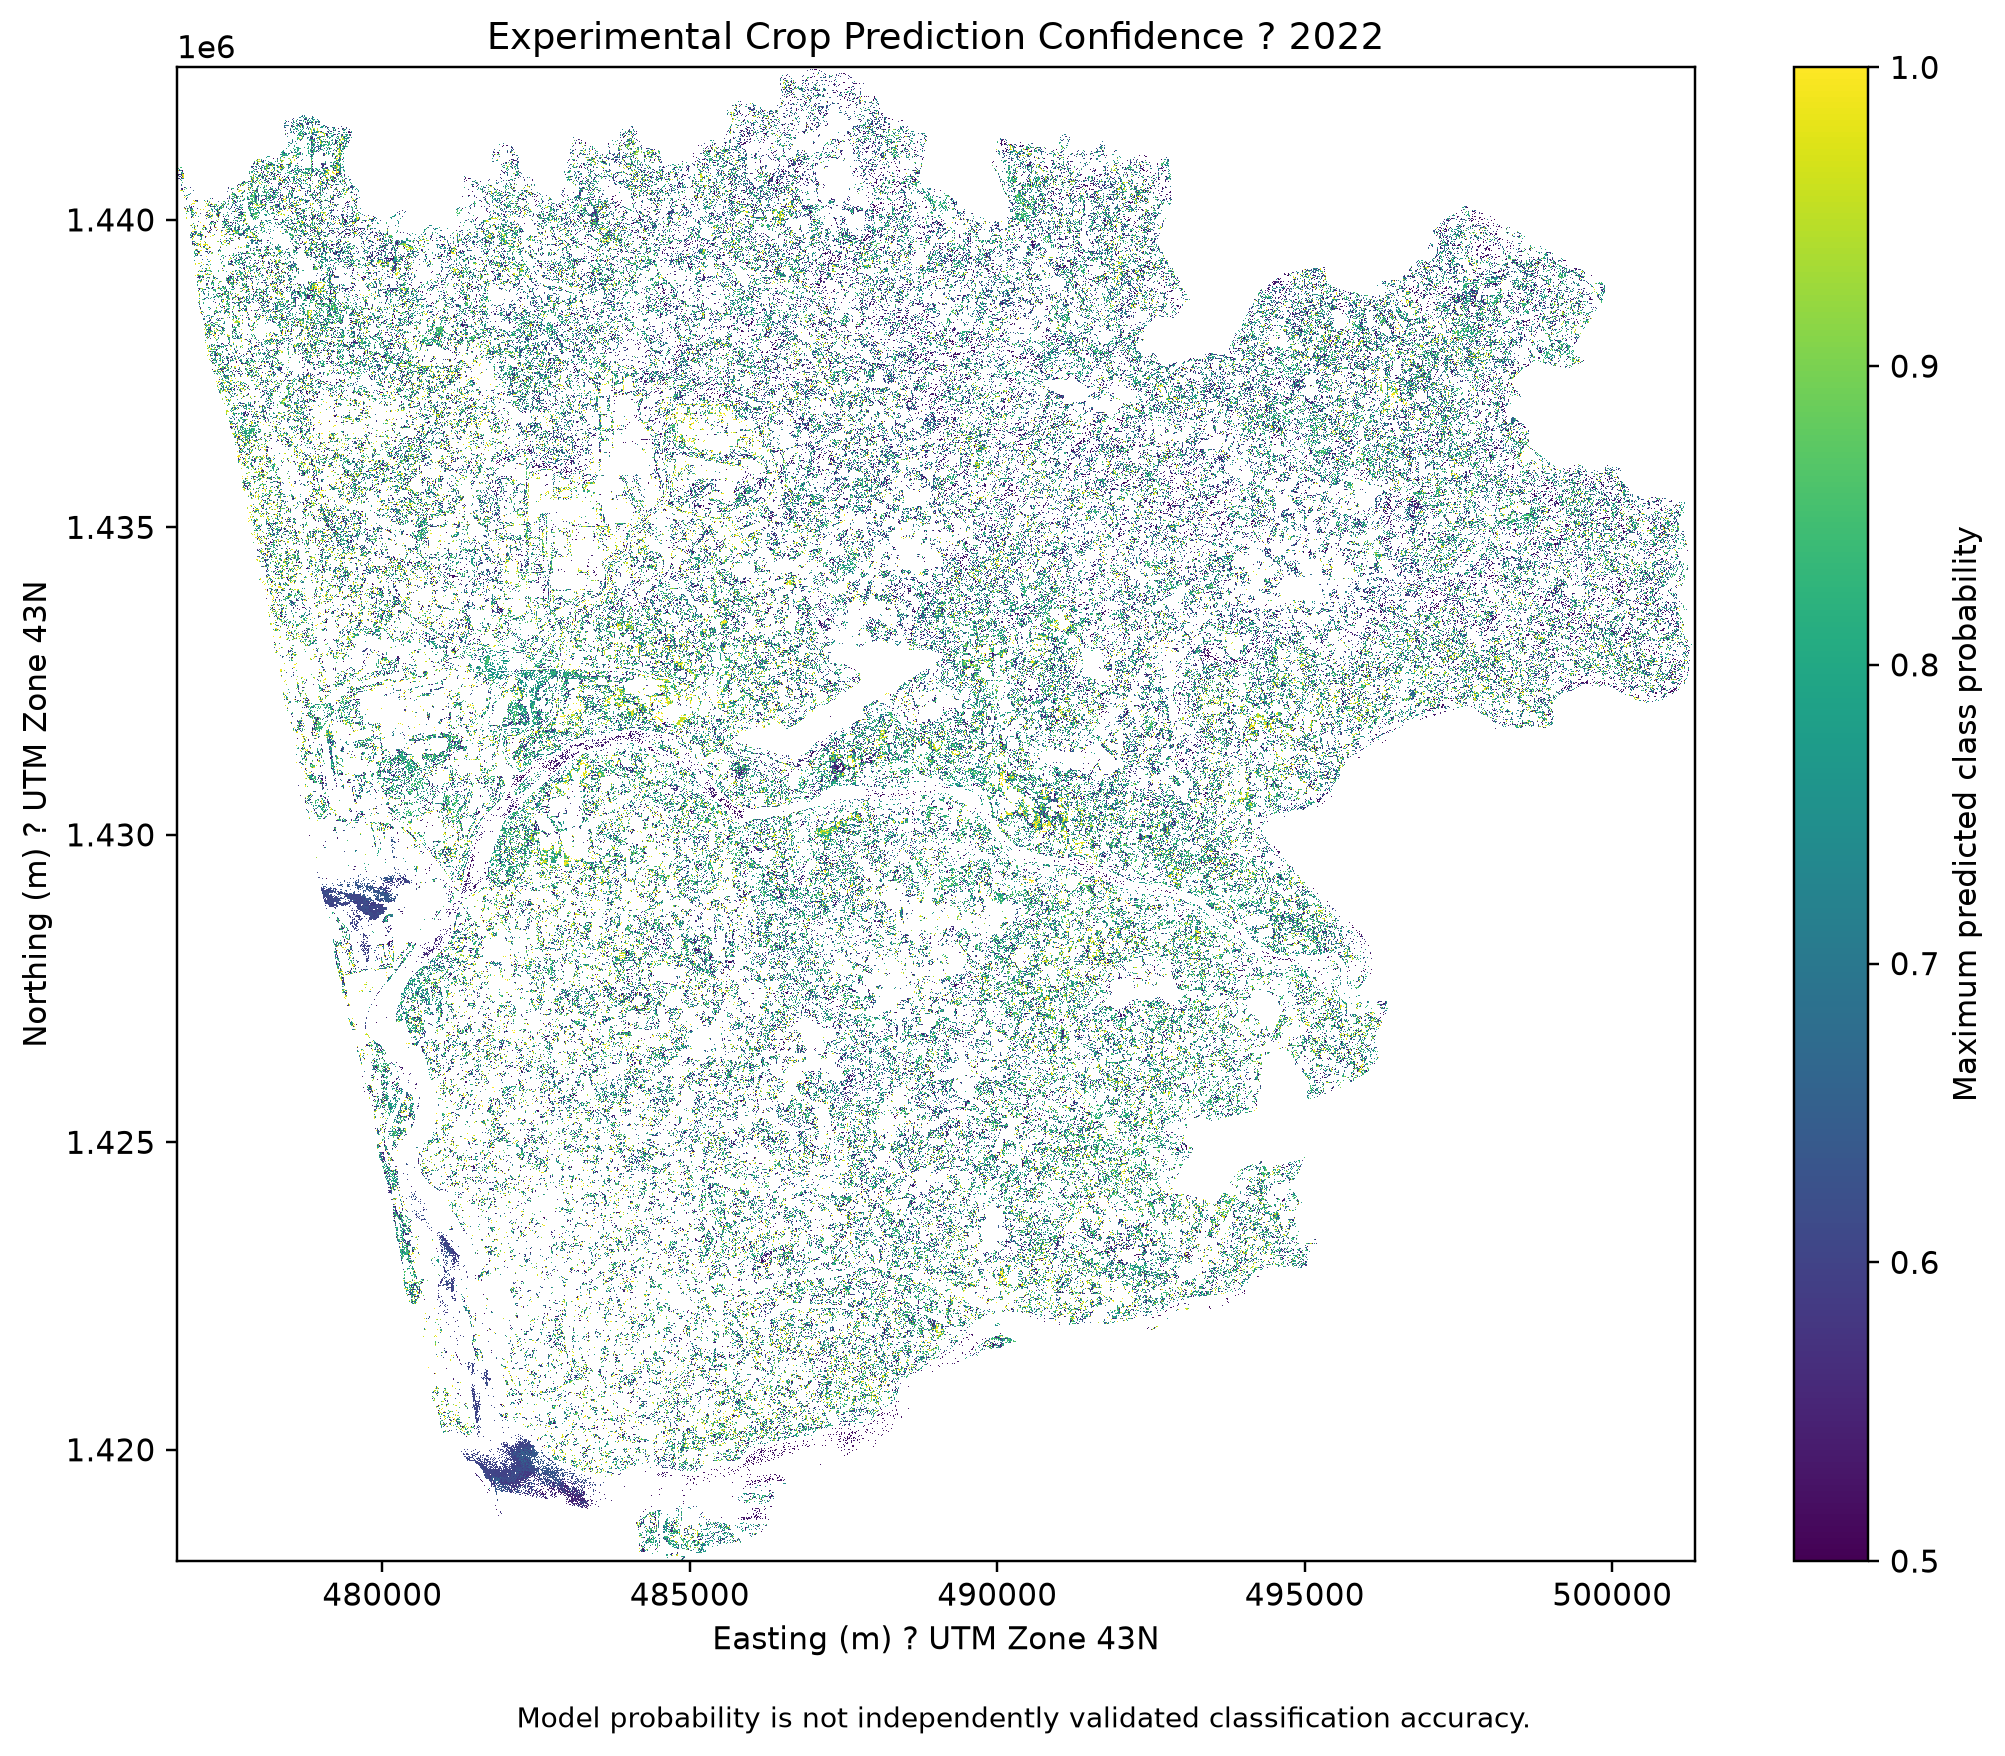 Experimental Crop Prediction Confidence ? 2022
1e6
1.440
1.435
1.430
1.425
1.420
Northing (m) ? UTM Zone 43N
480000
485000
490000
495000
500000
Easting (m) ? UTM Zone 43N
1.0
0.9
0.8
0.7
0.6
0.5
Maximum predicted class probability
Model probability is not independently validated classification accuracy.